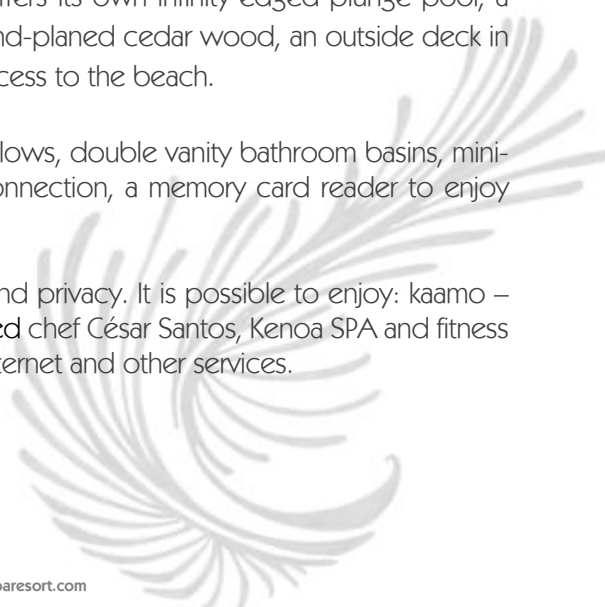 ffers its own infinity edged plunge pool, a
nd-planed cedar wood, an outside deck in
cess to the beach.
llows, double vanity bathroom basins, mini-
onnection, a memory card reader to enjoy
nd privacy. It is possible to enjoy: kaamo –
ed chef César Santos, Kenoa SPA and fitness
ternet and other services.
paresort.com